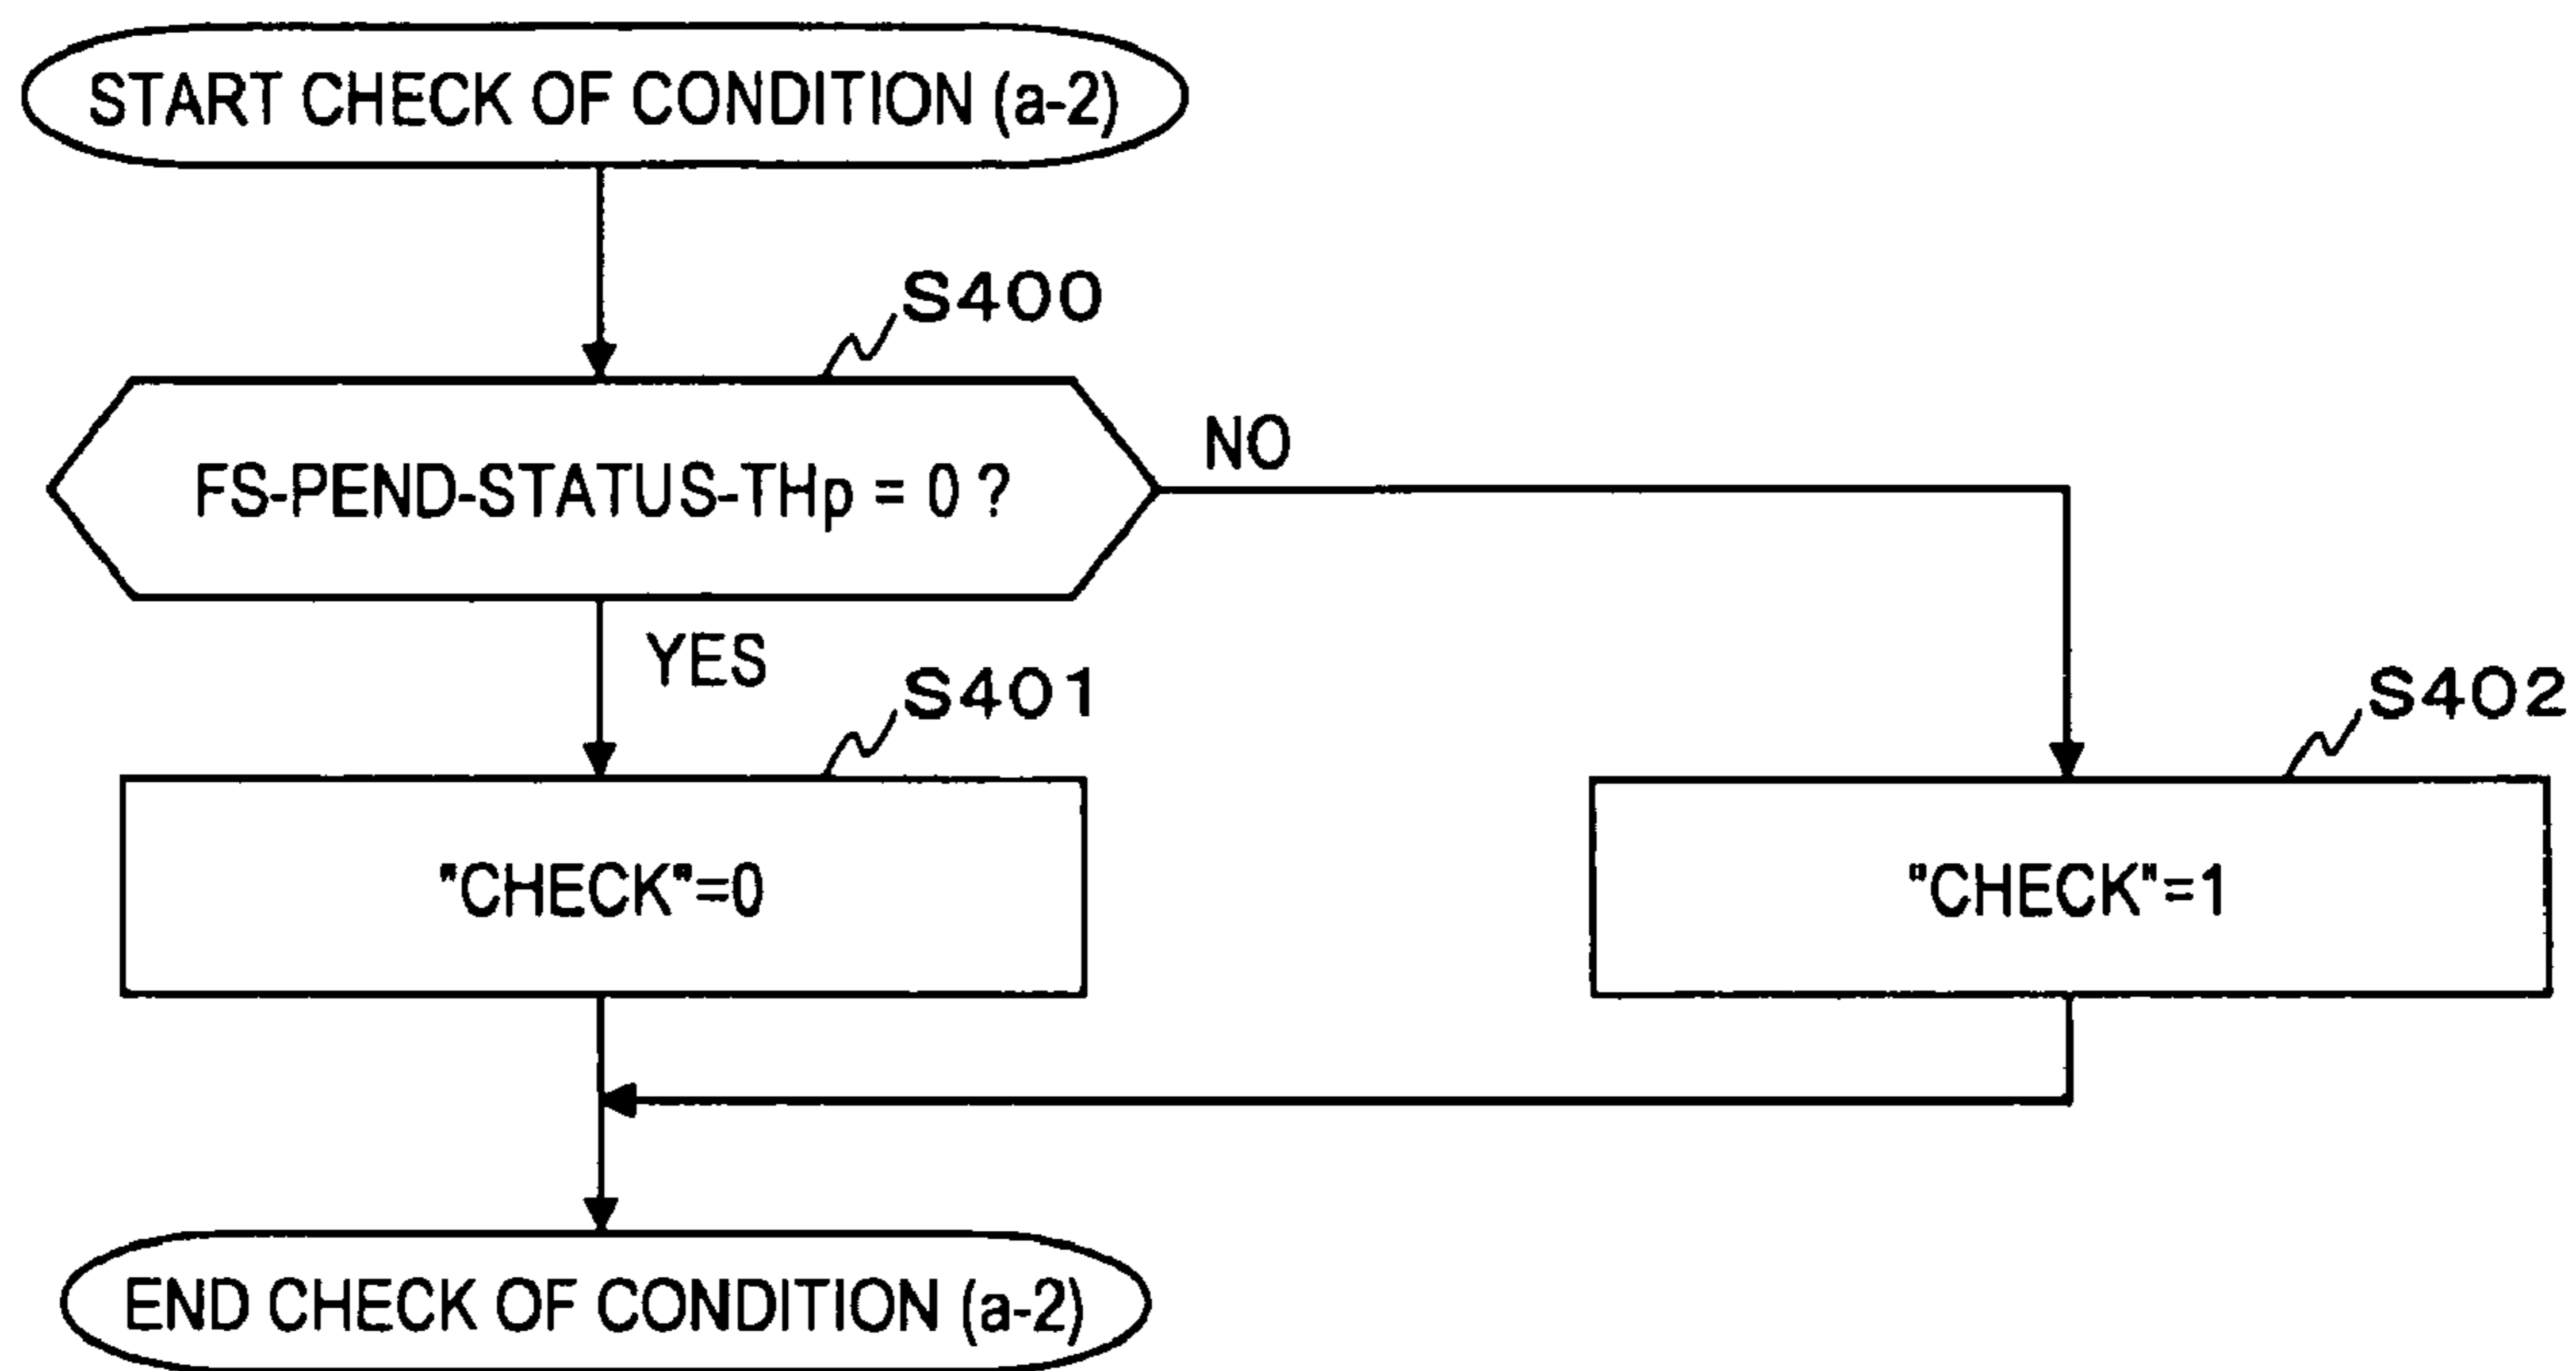 START CHECK OF CONDITION (a-2)
S400
FS-PEND-STATUS-THp = 0 ?
NO
YES
S401
S402
"CHECK"=0
"CHECK"=1
END CHECK OF CONDITION (a-2)